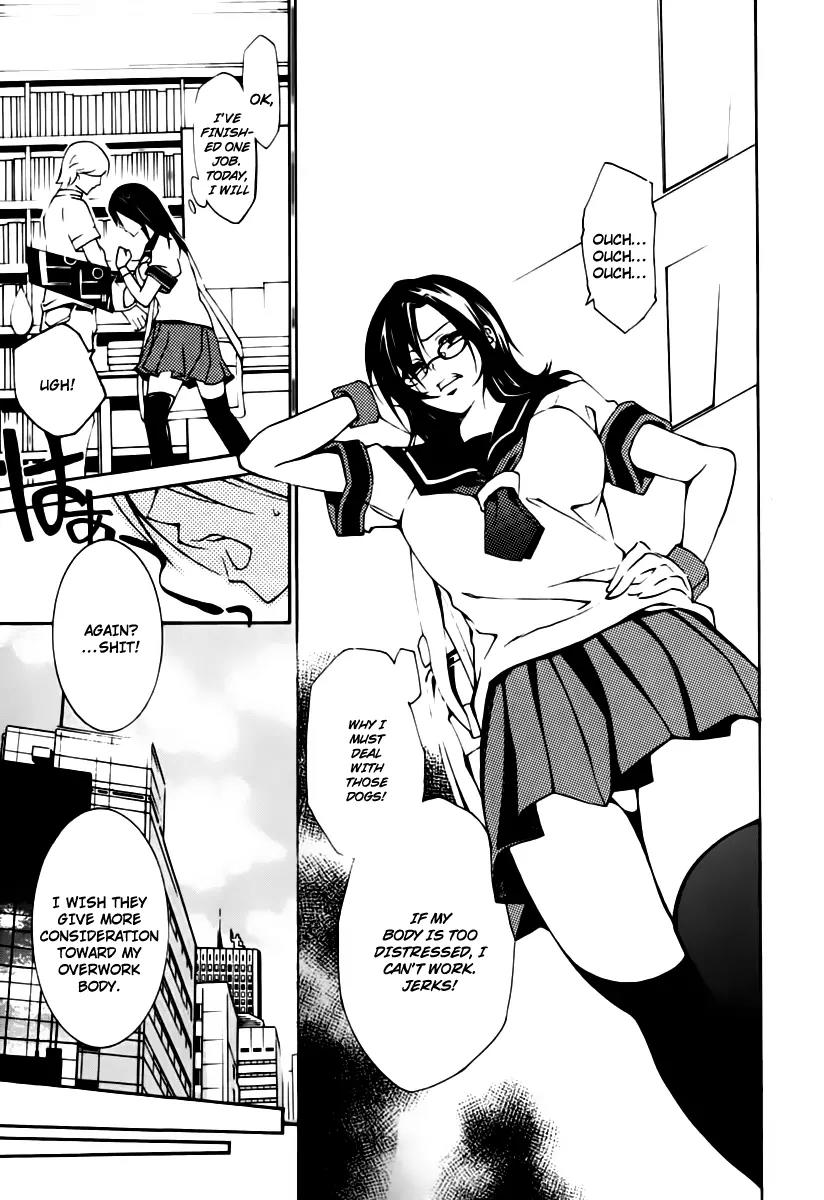 OUCH...
OUCH...
OUCH...
WHY I
MUST
DEAL
WITH
THOSE
DOGS!
IF MY
BODY IS TOO
DISTRESSED, I
CAN'T WORK.
JERKS!
OK,
I'VE
FINISH-
ED ONE
JOB.
TODAY,
I WILL
UGH!
はぁ
AGAIN?
...SHIT!
I WISH THEY
GIVE MORE
CONSIDERATION
TOWARD MY
OVERWORK
BODY.